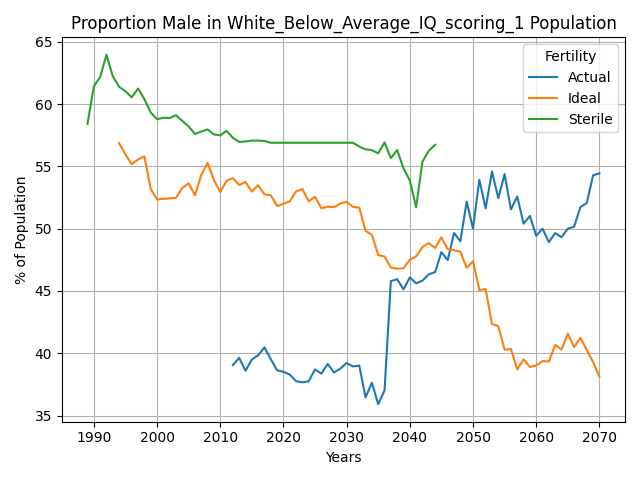 Proportion Male in White_Below_Average_IQ_scoring_1 Population
Fertility
Actual
Ideal
Sterile
% of Population
65
60
55
50
45
40
35
1990 2000 2010 2020 2030 2040 2050 2060 2070
Years